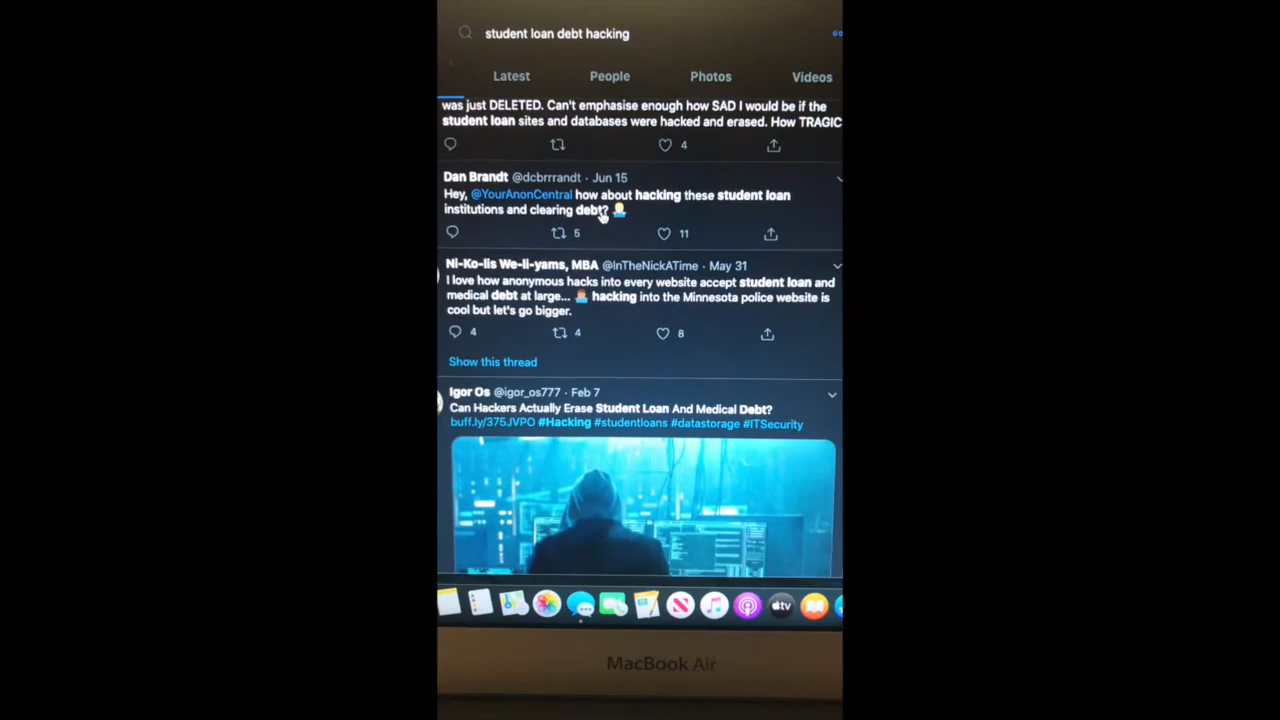 student loan debt hacking
Latest People Photos Videos
was just DELETED. Can't emphasise enough how SAD I would be if the
student loan sites and databases were hacked and erased. How TRAGIC
4
Dan Brandt @dcbrrrandt · Jun 15
Hey, @YourAnonCentral how about hacking these student loan
institutions and clearing debt?
5 11
Ni-Ko-lis We-li-yams, MBA @InTheNickATime · May 31
I love how anonymous hacks into every website accept student loan and
medical debt at large... hacking into the Minnesota police website is
cool but let's go bigger.
4 4 8
Show this thread
Igor Os @igor_os777 · Feb 7
Can Hackers Actually Erase Student Loan And Medical Debt?
buff.ly/375JVPO #Hacking #studentloans #datastorage #ITSecurity
tv
MacBook Air